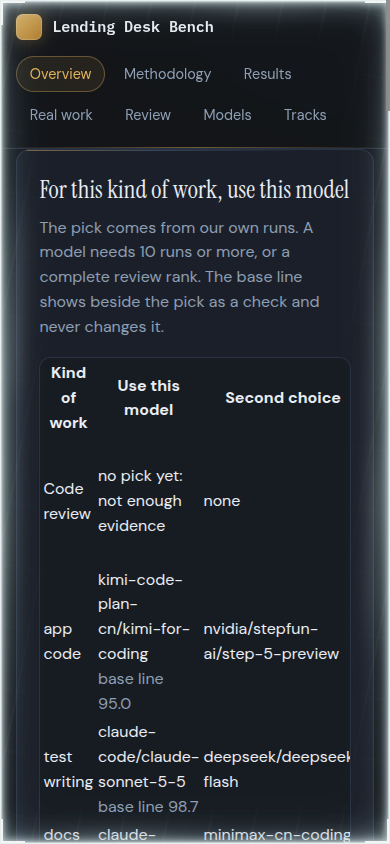 Lending Desk Bench
Overview
Methodology
Results
Real work
Review
Models
Tracks
For this kind of work, use this model
The pick comes from our own runs. A
model needs 10 runs or more, or a
complete review rank. The base line
shows beside the pick as a check and
never changes it.
Kind
of
work
Use this
model
Second choice
Code
review
no pick yet:
not enough
evidence
none
app
code
kimi-code-
plan-
cn/kimi-for-
coding
base line
95.0
nvidia/stepfun-
ai/step-5-preview
test
writing
claude-
code/claude-
sonnet-5-5
base line 98.7
deepseek/deepseek
flash
docs
claude-
minimax-cn-coding